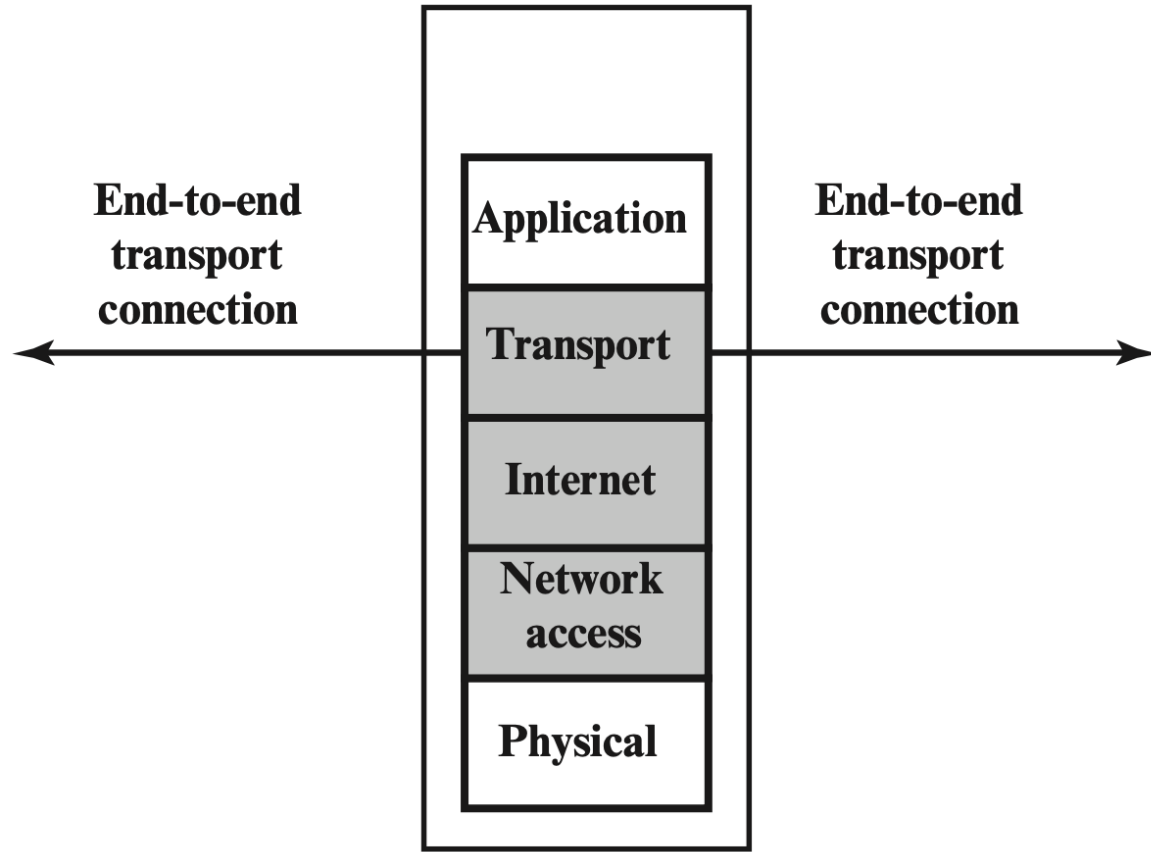 End-to-end
transport
connection
Application
Transport
Internet
Network
access
Physical
End-to-end
transport
connection